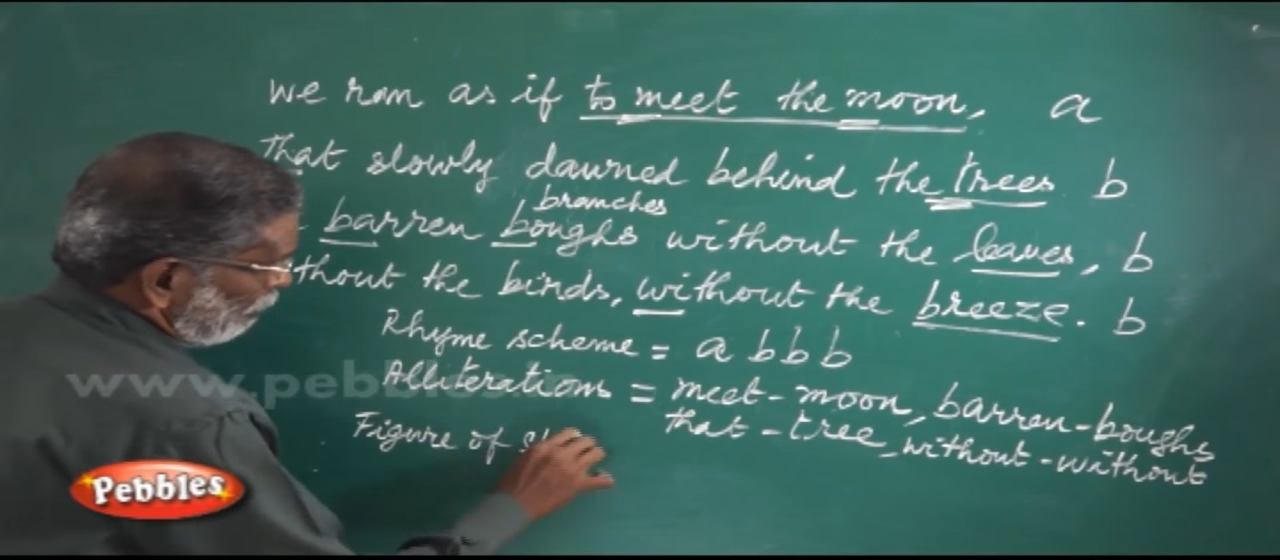 we ran as if to meet the moon, a
That slowly dawned behind the trees b
branches
barren boughs without the leaves, b
thout the birds, without the breeze. b
Rhyme scheme = a b b b
Alliterations = meet - moon, barren - boughs
that - tree, without - without
Figure of
www.pebbles
Pebbles